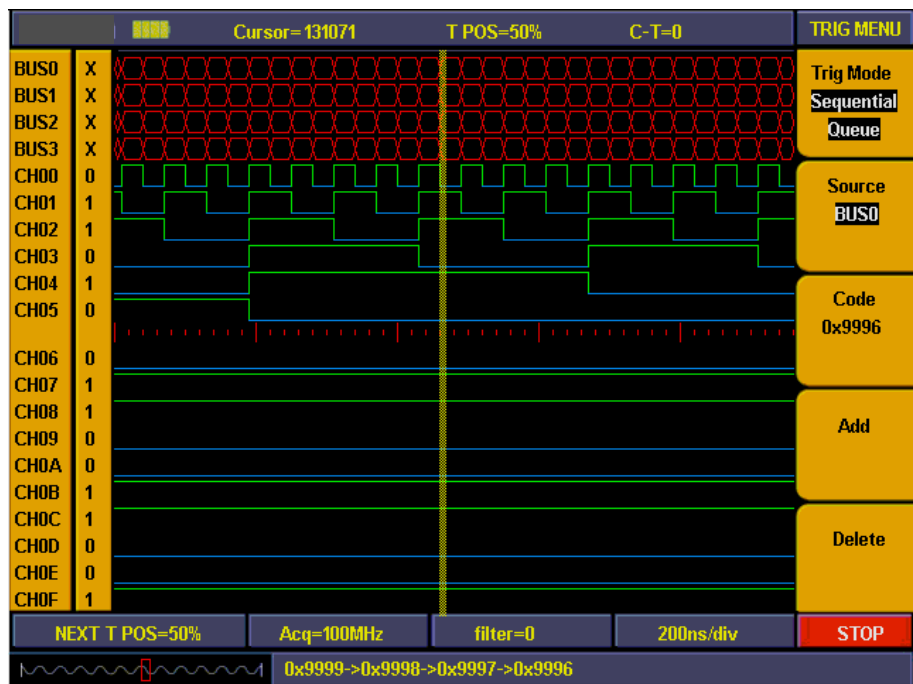 Cursor=131071 T POS=50% C-T=0 TRIG MENU
BUS0 X
BUS1 X
BUS2 X
BUS3 X
CH00 0
CH01 1
CH02 1
CH03 0
CH04 1
CH05 0
CH06 0
CH07 1
CH08 1
CH09 0
CH0A 0
CH0B 1
CH0C 1
CH0D 0
CH0E 0
CH0F 1
Trig Mode
Sequential
Queue
Source
BUS0
Code
0x9996
Add
Delete
NEXT T POS=50% Acq=100MHz filter=0 200ns/div STOP
0x9999->0x9998->0x9997->0x9996